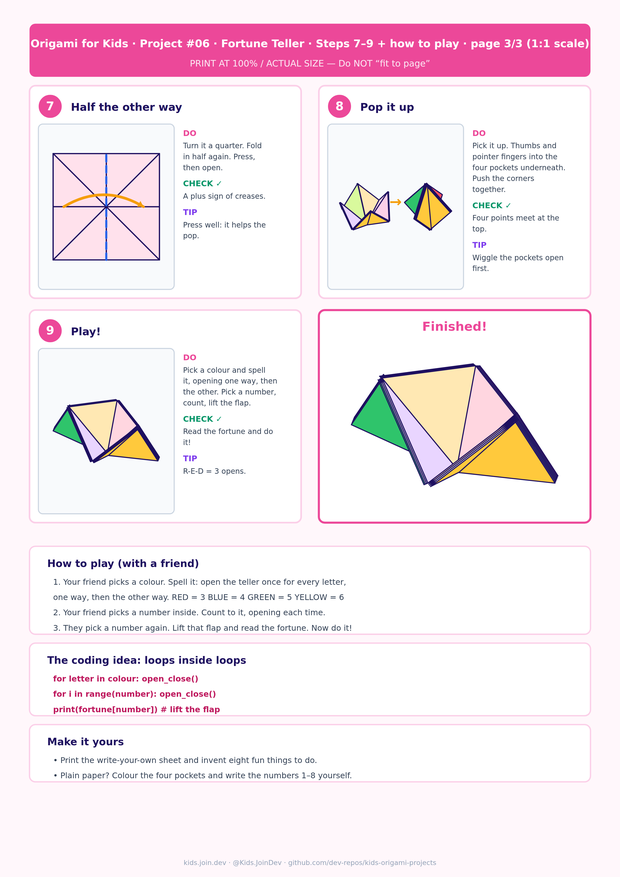 Origami for Kids · Project #06 · Fortune Teller · Steps 7–9 + how to play · page 3/3 (1:1 scale)
PRINT AT 100% / ACTUAL SIZE — Do NOT “fit to page”
7
Half the other way
DO
Turn it a quarter. Fold
in half again. Press,
then open.
CHECK ✓
A plus sign of creases.
TIP
Press well: it helps the
pop.
8
Pop it up
DO
Pick it up. Thumbs and
pointer fingers into the
four pockets underneath.
Push the corners
together.
CHECK ✓
Four points meet at the
top.
TIP
Wiggle the pockets open
first.
9
Play!
DO
Pick a colour and spell
it, opening one way, then
the other. Pick a number,
count, lift the flap.
CHECK ✓
Read the fortune and do
it!
TIP
R-E-D = 3 opens.
Finished!
How to play (with a friend)
1. Your friend picks a colour. Spell it: open the teller once for every letter,
one way, then the other way. RED = 3 BLUE = 4 GREEN = 5 YELLOW = 6
2. Your friend picks a number inside. Count to it, opening each time.
3. They pick a number again. Lift that flap and read the fortune. Now do it!
The coding idea: loops inside loops
for letter in colour: open_close()
for i in range(number): open_close()
print(fortune[number]) # lift the flap
Make it yours
• Print the write-your-own sheet and invent eight fun things to do.
• Plain paper? Colour the four pockets and write the numbers 1–8 yourself.
kids.join.dev · @Kids.JoinDev · github.com/dev-repos/kids-origami-projects